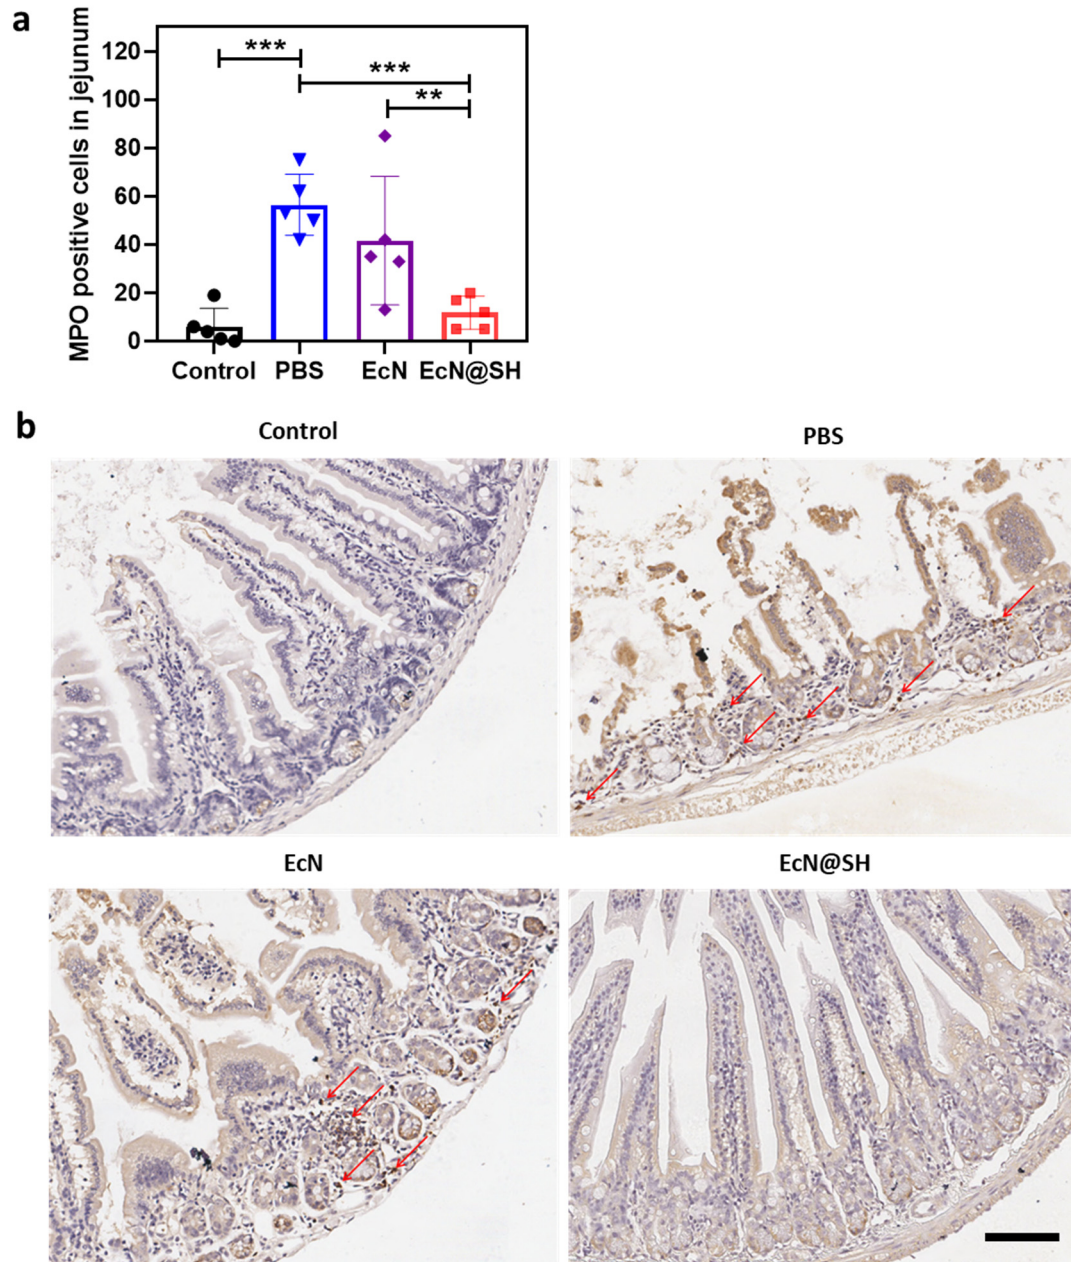 a
MPO positive cells in jejunum
120
100
80
60
40
20
0
***
***
**
Control PBS EcN EcN@SH
b
Control
PBS
EcN
EcN@SH